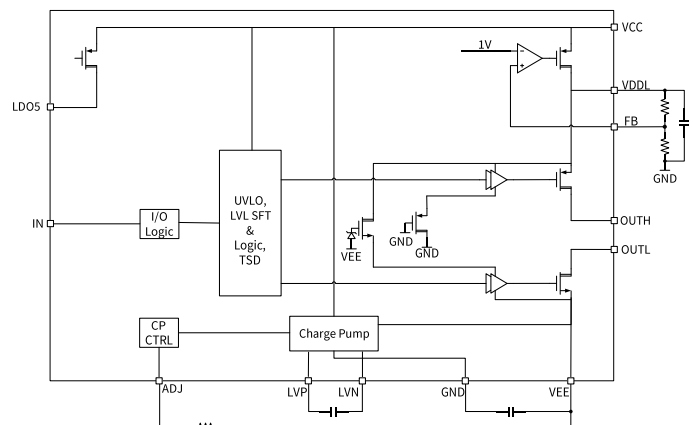 VCC
1V
VDDL
LDO5
FB
GND
UVLO,
LVL SFT
&
Logic,
TSD
I/O
Logic
IN
OUTH
GND
GND
VEE
OUTL
CP
CTRL
Charge Pump
ADJ
LVP
LVN
GND
VEE